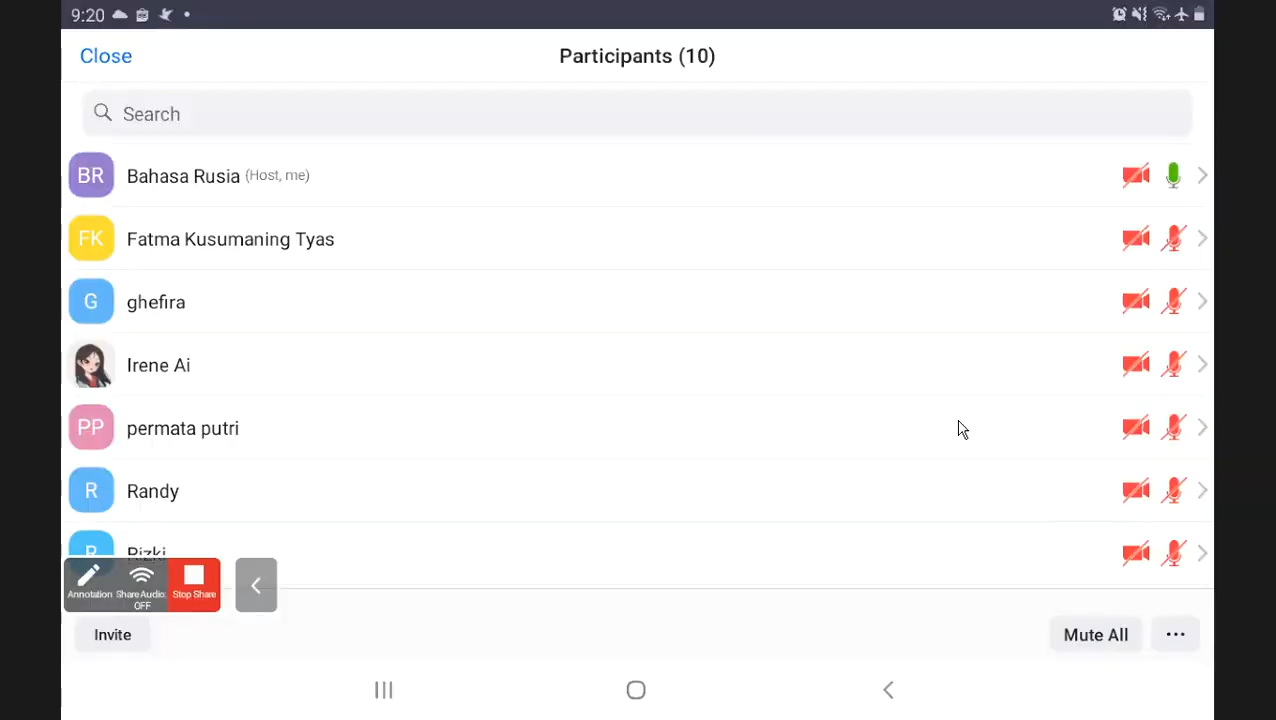 9:20
Close
Participants (10)
Search
BR
Bahasa Rusia (Host, me)
FK
Fatma Kusumaning Tyas
G
ghefira
Irene Ai
PP
permata putri
R
Randy
R
Rizki
Annotation
Share Audio: OFF
Stop Share
Invite
Mute All